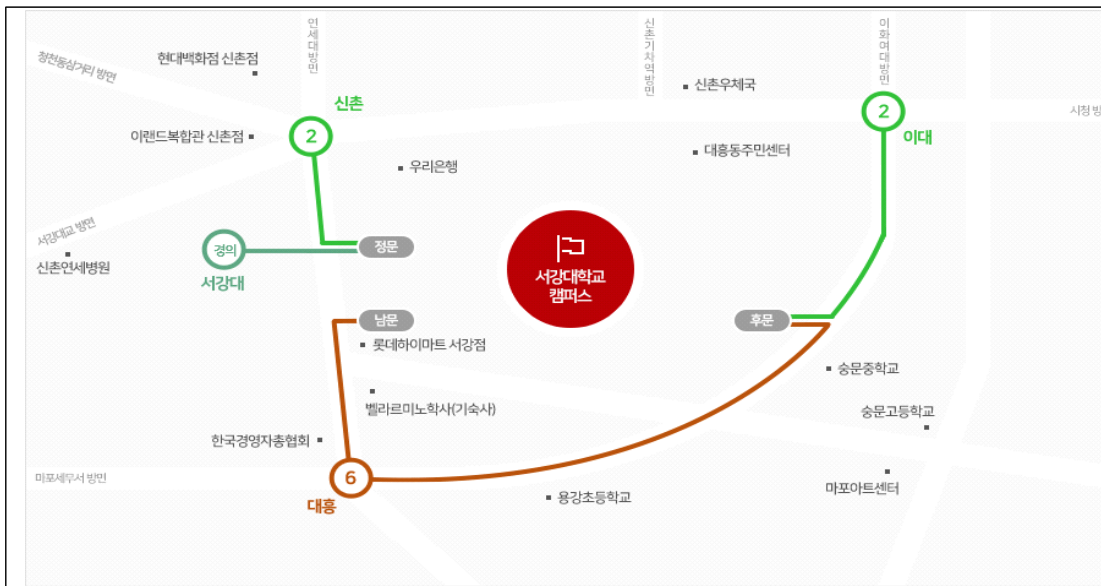 연세대방면
신촌기차역방면
이화여대방면
청천동삼거리 방면
현대백화점 신촌점
신촌
2
이랜드복합관 신촌점
우리은행
신촌우체국
대흥동주민센터
2
이대
시청 방
서강대교 방면
신촌연세병원
경의
서강대
정문
서강대학교
캠퍼스
남문
후문
롯데하이마트 서강점
벨라르미노학사(기숙사)
숭문중학교
숭문고등학교
한국경영자총협회
마포세무서 방면
6
대흥
용강초등학교
마포아트센터